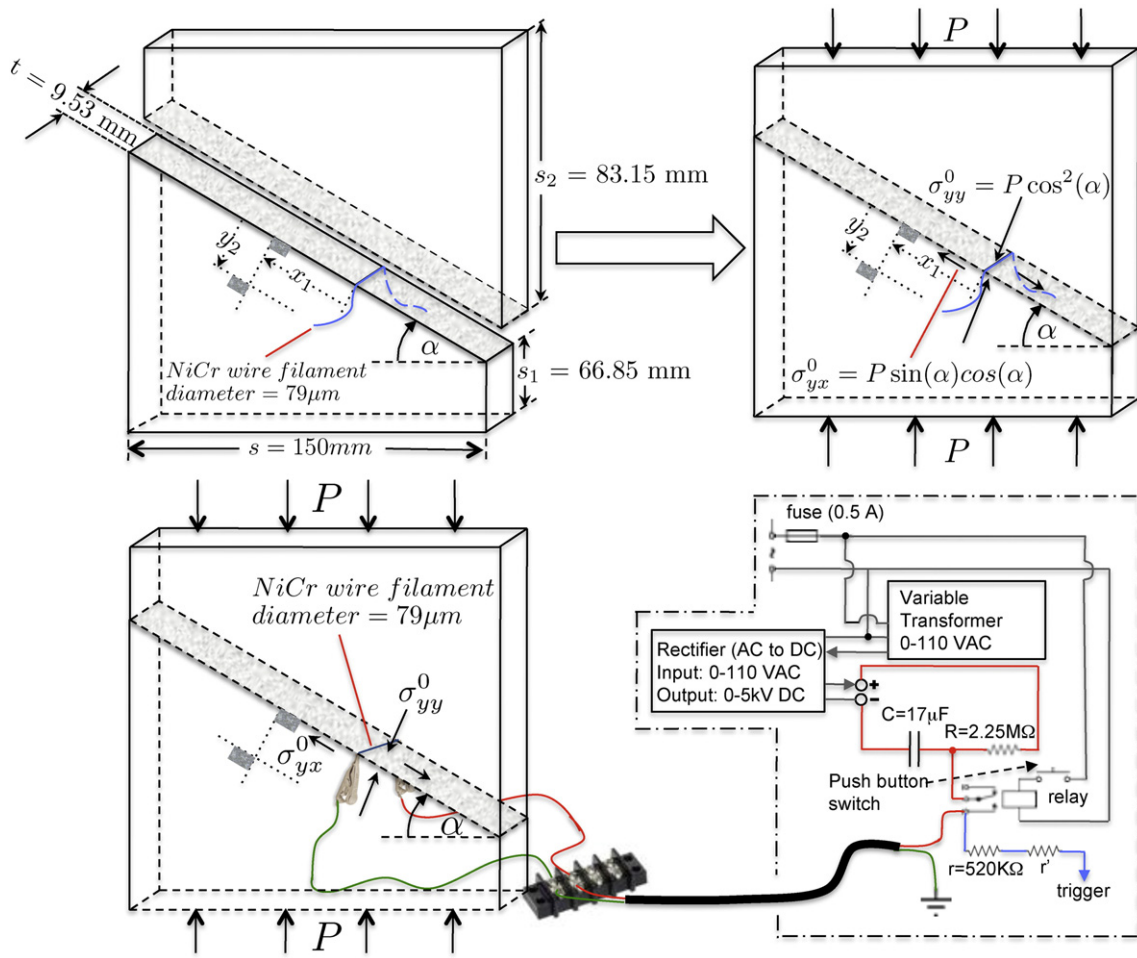 t = 9.53 mm
s₂ = 83.15 mm
y₂
x₁
α
NiCr wire filament
diameter = 79μm
s₁ = 66.85 mm
s = 150mm
P
σ⁰yy = P cos²(α)
y₂
x₁
α
σ⁰yx = P sin(α)cos(α)
P
P
NiCr wire filament
diameter = 79μm
σ⁰yy
σ⁰yx
α
P
fuse (0.5 A)
~
Variable
Transformer
0-110 VAC
Rectifier (AC to DC)
Input: 0-110 VAC
Output: 0-5kV DC
+
−
C=17μF
R=2.25MΩ
Push button
switch
relay
r=520KΩ
r'
trigger